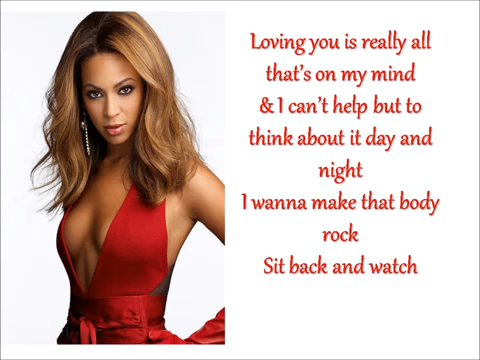 Loving you is really all
that's on my mind
& I can't help but to
think about it day and
night
I wanna make that body
rock
Sit back and watch